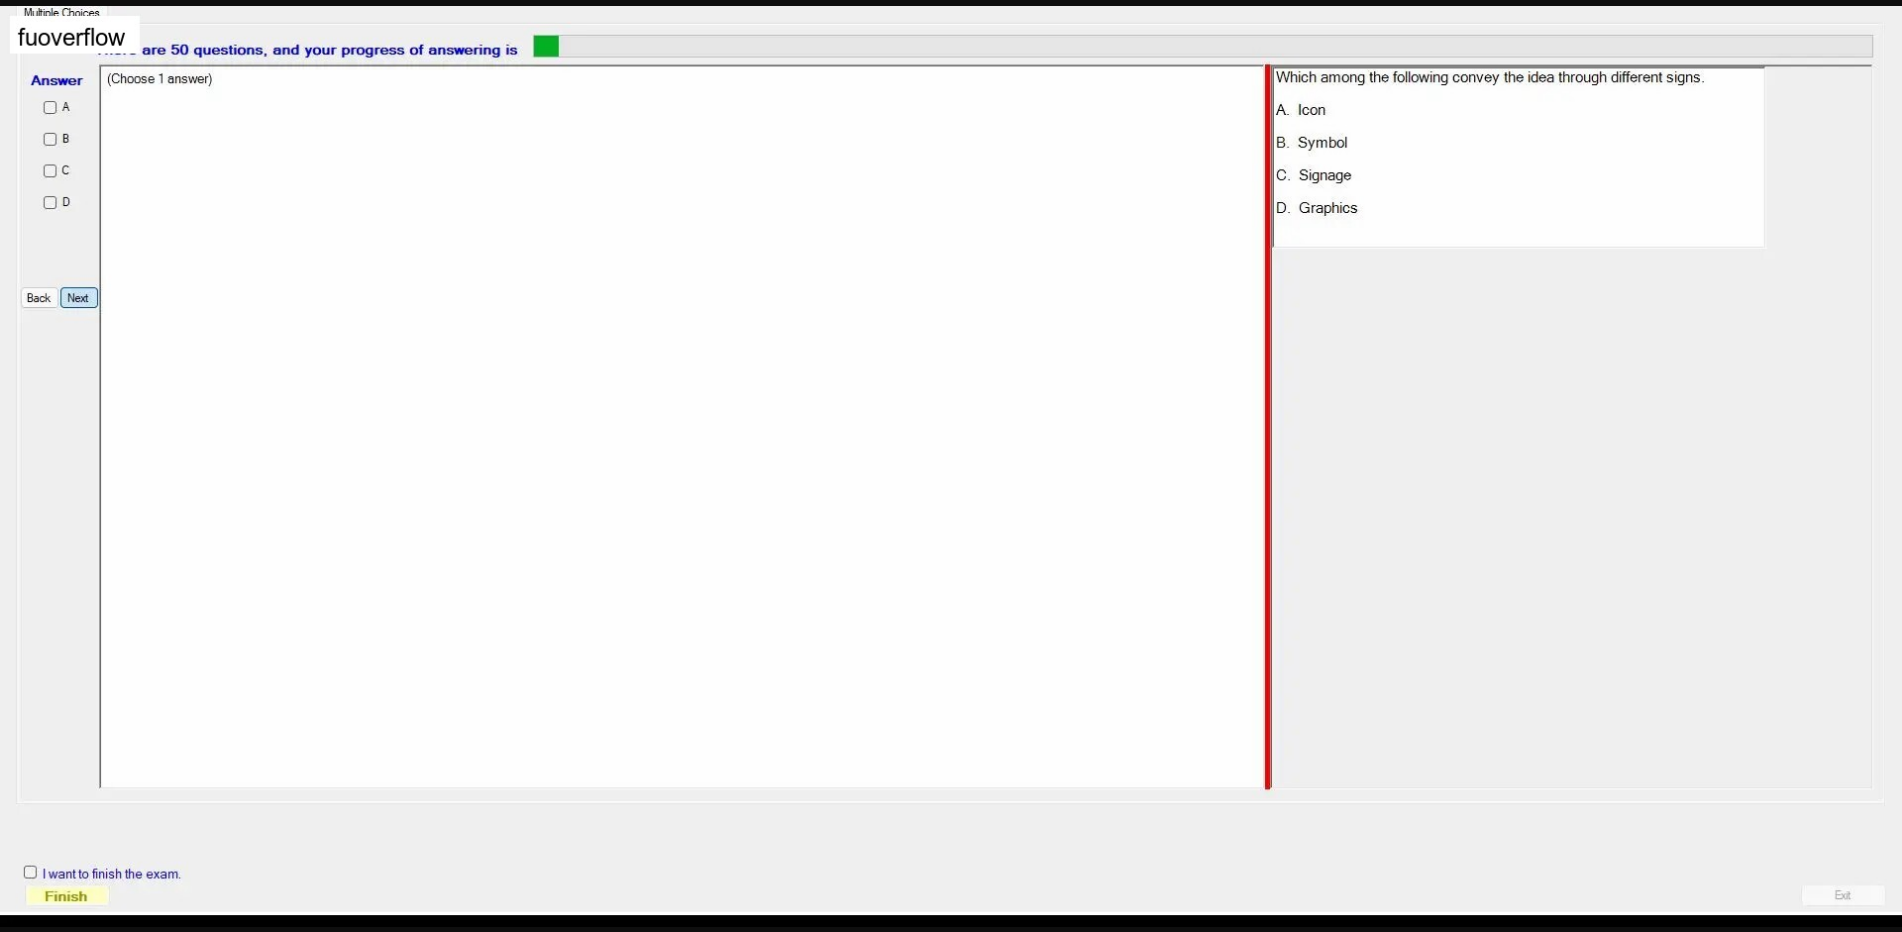 Multiple Choices
fuoverflow
are 50 questions, and your progress of answering is
Answer
(Choose 1 answer)
A
B
C
D
Back Next
Which among the following convey the idea through different signs.
A. Icon
B. Symbol
C. Signage
D. Graphics
I want to finish the exam.
Finish
Exit